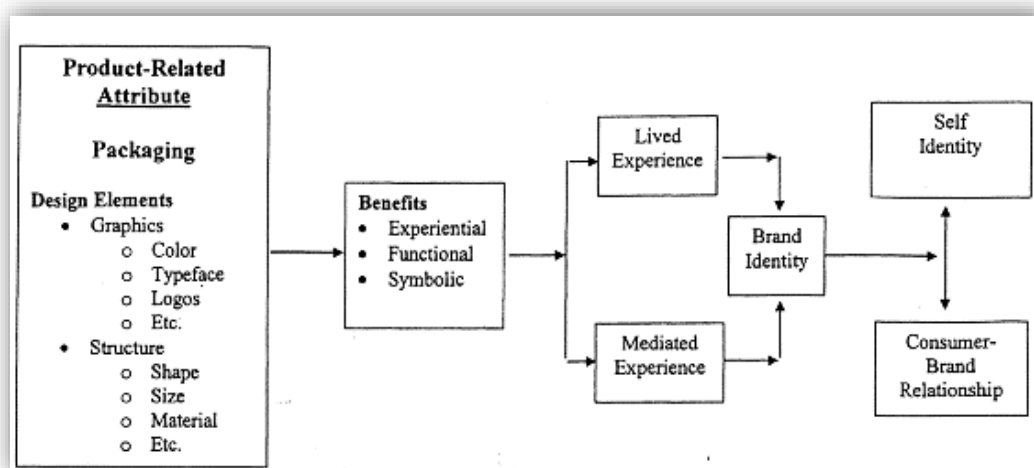 Product-Related
Attribute
Packaging
Design Elements
• Graphics
o Color
o Typeface
o Logos
o Etc.
• Structure
o Shape
o Size
o Material
o Etc.
Benefits
• Experiential
• Functional
• Symbolic
Lived
Experience
Mediated
Experience
Brand
Identity
Self
Identity
Consumer-
Brand
Relationship